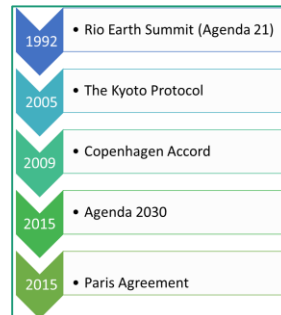 1992
• Rio Earth Summit (Agenda 21)
2005
• The Kyoto Protocol
2009
• Copenhagen Accord
2015
• Agenda 2030
2015
• Paris Agreement